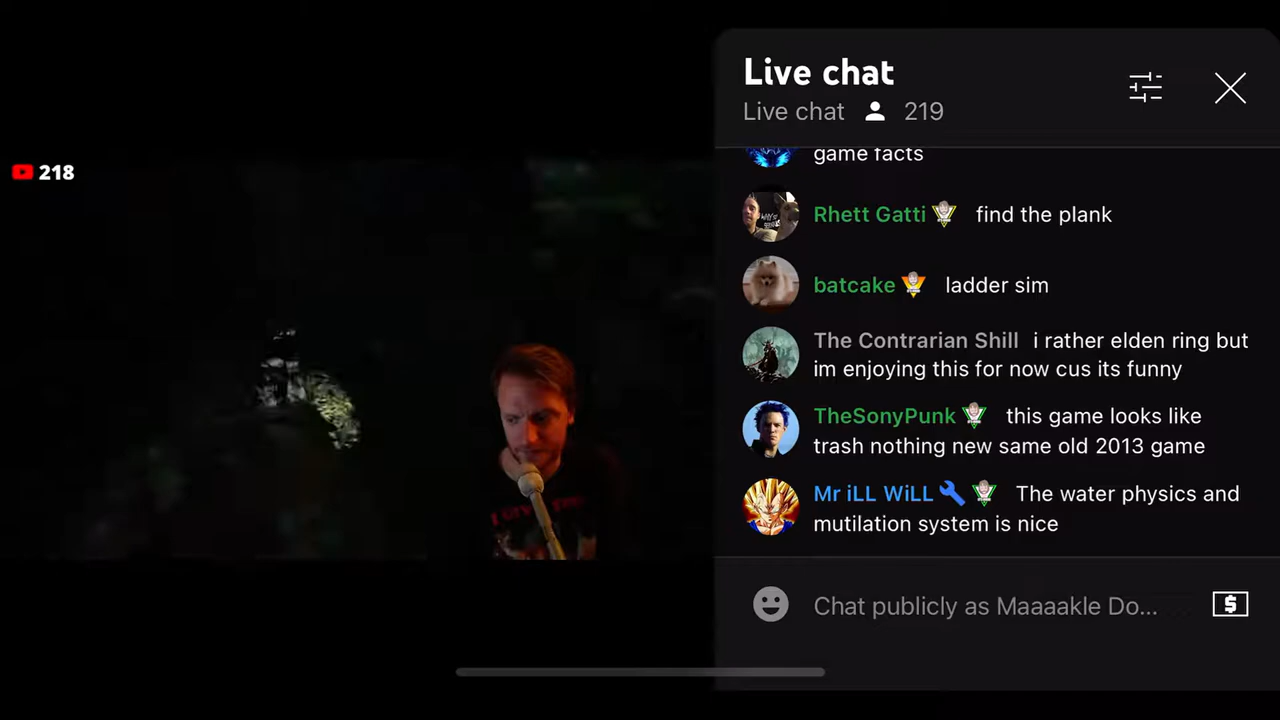 Live chat
Live chat 219
218
game facts
Rhett Gatti find the plank
batcake ladder sim
The Contrarian Shill i rather elden ring but
im enjoying this for now cus its funny
TheSonyPunk this game looks like
trash nothing new same old 2013 game
Mr iLL WiLL The water physics and
mutilation system is nice
Chat publicly as Maaaakle Do...
$